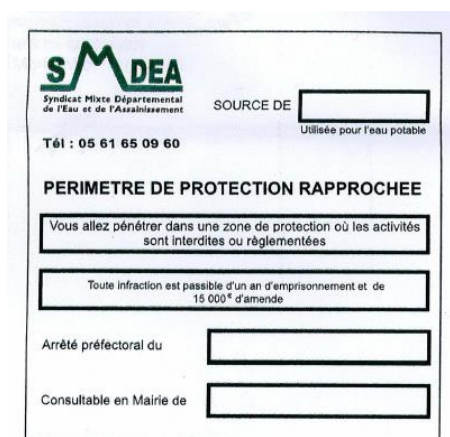 SMDEA
Syndicat Mixte Départemental
de l'Eau et de l'Assainissement
SOURCE DE
Utilisée pour l'eau potable
Tél : 05 61 65 09 60
PERIMETRE DE PROTECTION RAPPROCHEE
Vous allez pénétrer dans une zone de protection où les activités
sont interdites ou règlementées
Toute infraction est passible d'un an d'emprisonnement et de
15 000 € d'amende
Arrêté préfectoral du
Consultable en Mairie de